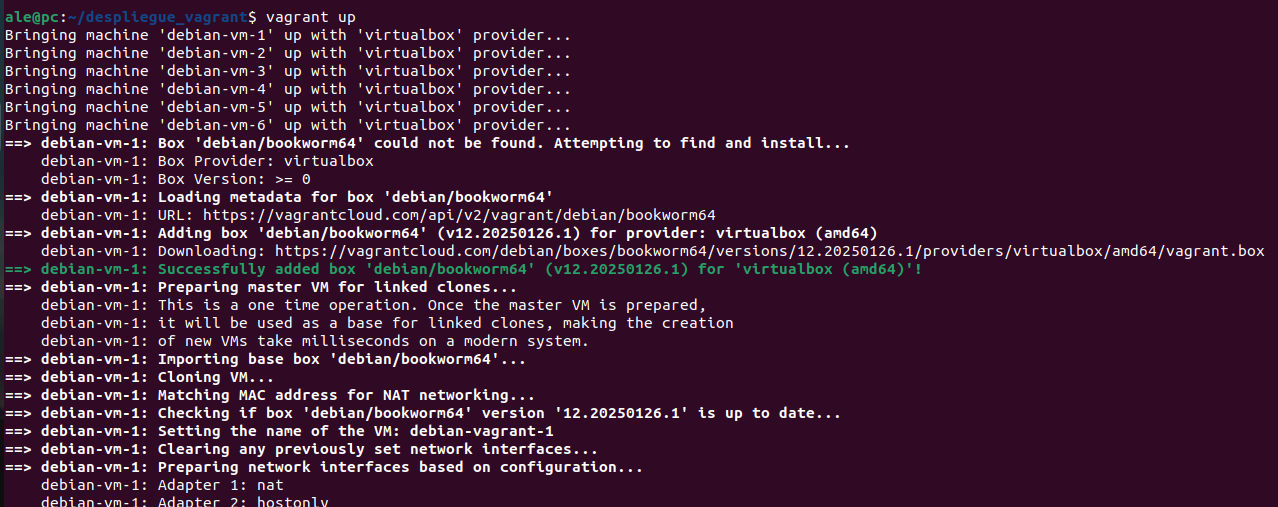 ale@pc:~/despliegue_vagrant$ vagrant up
Bringing machine 'debian-vm-1' up with 'virtualbox' provider...
Bringing machine 'debian-vm-2' up with 'virtualbox' provider...
Bringing machine 'debian-vm-3' up with 'virtualbox' provider...
Bringing machine 'debian-vm-4' up with 'virtualbox' provider...
Bringing machine 'debian-vm-5' up with 'virtualbox' provider...
Bringing machine 'debian-vm-6' up with 'virtualbox' provider...
==> debian-vm-1: Box 'debian/bookworm64' could not be found. Attempting to find and install...
    debian-vm-1: Box Provider: virtualbox
    debian-vm-1: Box Version: >= 0
==> debian-vm-1: Loading metadata for box 'debian/bookworm64'
    debian-vm-1: URL: https://vagrantcloud.com/api/v2/vagrant/debian/bookworm64
==> debian-vm-1: Adding box 'debian/bookworm64' (v12.20250126.1) for provider: virtualbox (amd64)
    debian-vm-1: Downloading: https://vagrantcloud.com/debian/boxes/bookworm64/versions/12.20250126.1/providers/virtualbox/amd64/vagrant.box
==> debian-vm-1: Successfully added box 'debian/bookworm64' (v12.20250126.1) for 'virtualbox (amd64)'!
==> debian-vm-1: Preparing master VM for linked clones...
    debian-vm-1: This is a one time operation. Once the master VM is prepared,
    debian-vm-1: it will be used as a base for linked clones, making the creation
    debian-vm-1: of new VMs take milliseconds on a modern system.
==> debian-vm-1: Importing base box 'debian/bookworm64'...
==> debian-vm-1: Cloning VM...
==> debian-vm-1: Matching MAC address for NAT networking...
==> debian-vm-1: Checking if box 'debian/bookworm64' version '12.20250126.1' is up to date...
==> debian-vm-1: Setting the name of the VM: debian-vagrant-1
==> debian-vm-1: Clearing any previously set network interfaces...
==> debian-vm-1: Preparing network interfaces based on configuration...
    debian-vm-1: Adapter 1: nat
    debian-vm-1: Adapter 2: hostonly